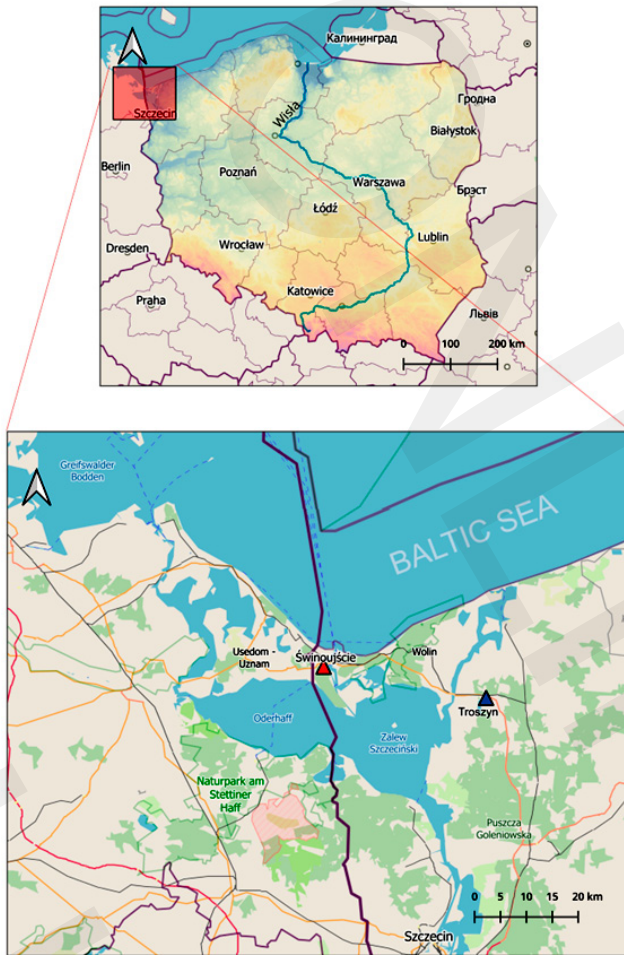 Калининград
Гродна
Szczecin
Wisła
Białystok
Berlin
Poznań
Warszawa
Брэст
Łódź
Dresden
Wrocław
Lublin
Praha
Katowice
Львів
0 100 200 km
Greifswalder
Bodden
BALTIC SEA
Usedom -
Uznam
Świnoujście
Wolin
Troszyn
Oderhaff
Zalew
Szczeciński
Naturpark am
Stettiner
Haff
Puszcza
Goleniowska
0 5 10 15 20 km
Szczecin